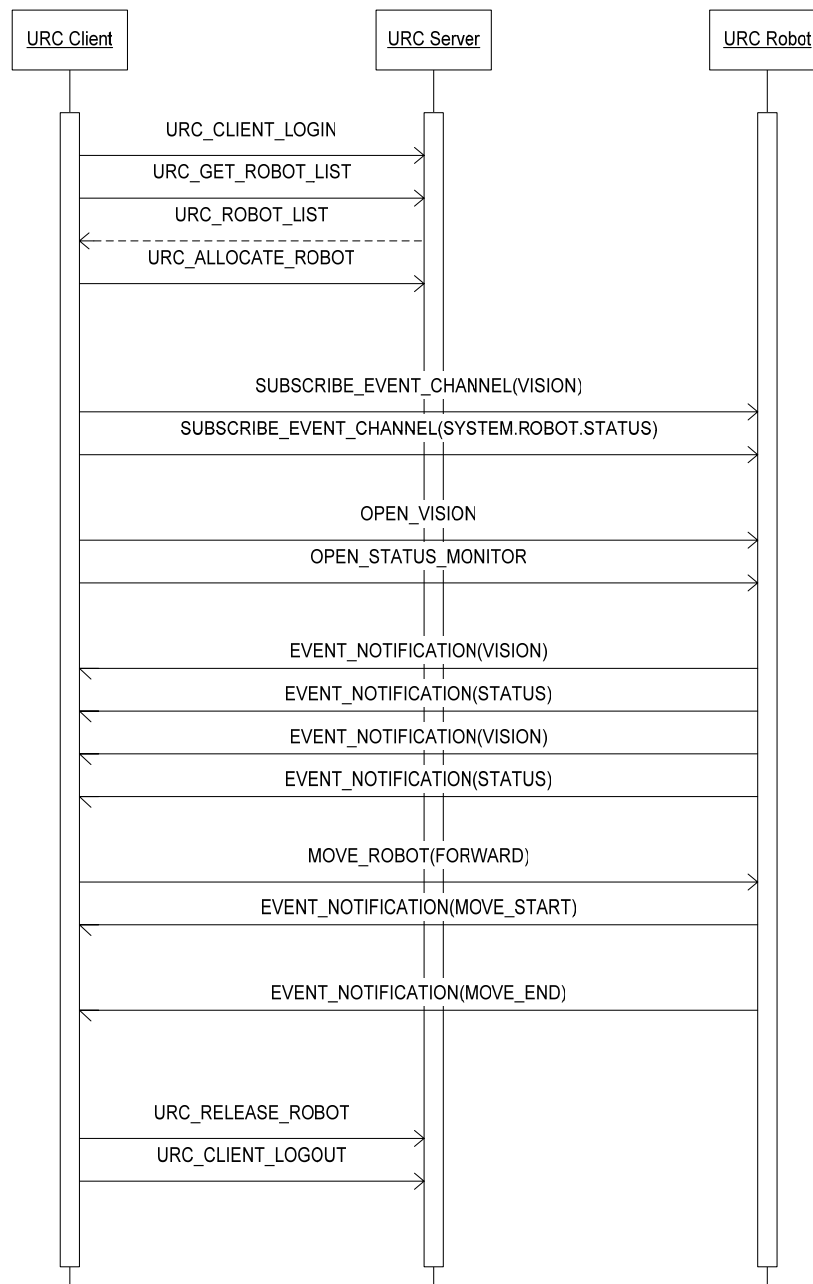 URC Client
URC Server
URC Robot
URC_CLIENT_LOGIN
URC_GET_ROBOT_LIST
URC_ROBOT_LIST
URC_ALLOCATE_ROBOT
SUBSCRIBE_EVENT_CHANNEL(VISION)
SUBSCRIBE_EVENT_CHANNEL(SYSTEM.ROBOT.STATUS)
OPEN_VISION
OPEN_STATUS_MONITOR
EVENT_NOTIFICATION(VISION)
EVENT_NOTIFICATION(STATUS)
EVENT_NOTIFICATION(VISION)
EVENT_NOTIFICATION(STATUS)
MOVE_ROBOT(FORWARD)
EVENT_NOTIFICATION(MOVE_START)
EVENT_NOTIFICATION(MOVE_END)
URC_RELEASE_ROBOT
URC_CLIENT_LOGOUT